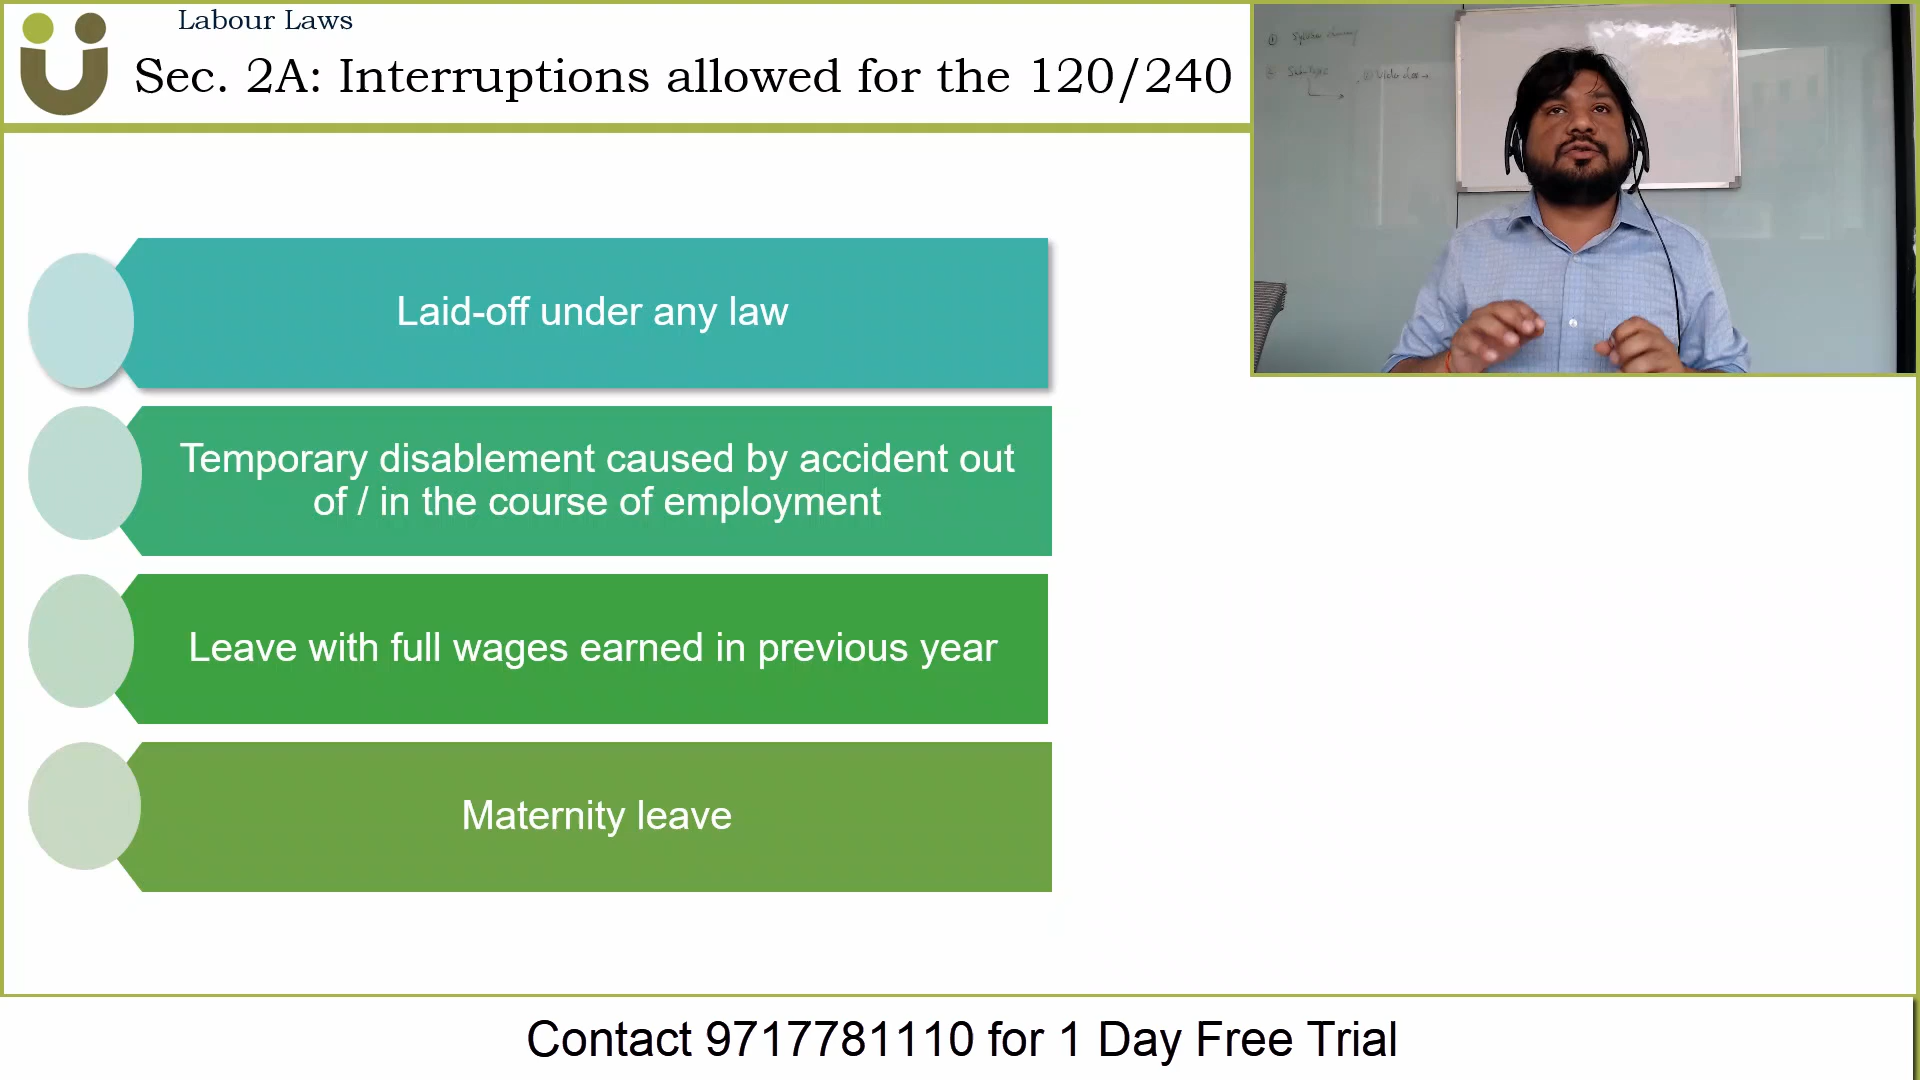 Labour Laws
Sec. 2A: Interruptions allowed for the 120/240
Laid-off under any law
Temporary disablement caused by accident out
of / in the course of employment
Leave with full wages earned in previous year
Maternity leave
Contact 9717781110 for 1 Day Free Trial